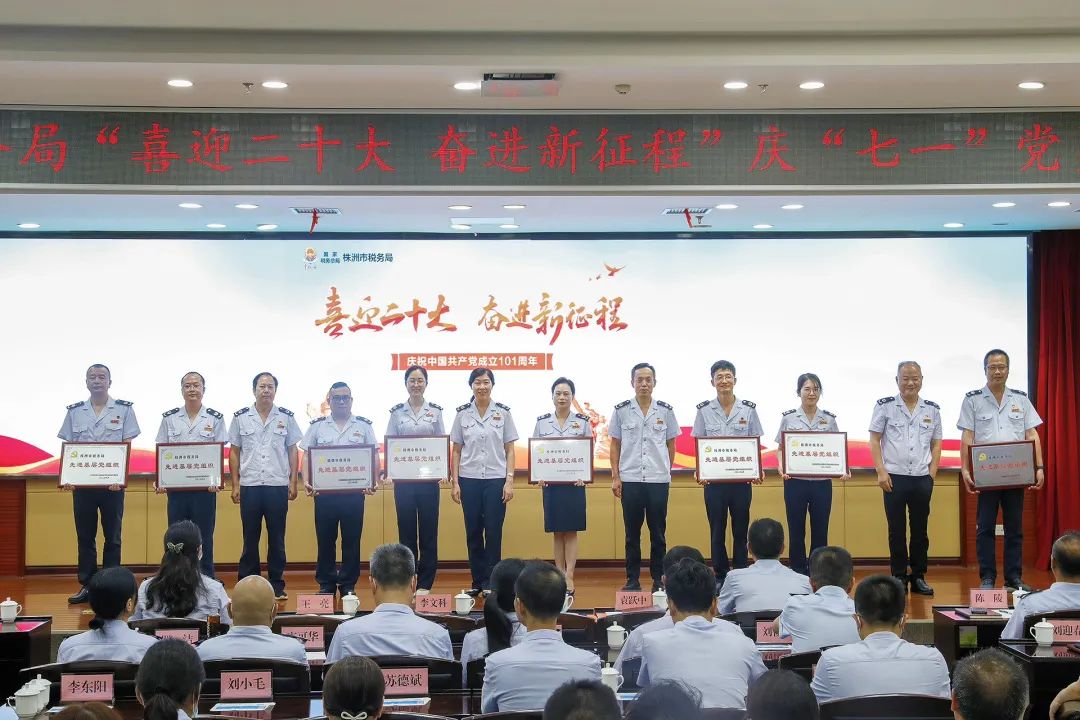 局“喜迎二十大 奋进新征程”庆“七一”党
国家
税务总局 株洲市税务局
喜迎二十大 奋进新征程
庆祝中国共产党成立101周年
先进基层党组织
先进基层党组织
先进基层党组织
先进基层党组织
先进基层党组织
先进基层党组织
先进基层党组织
王亮
李文科
袁跃中
陈陵
刘迎春
李东阳
刘小毛
苏德斌